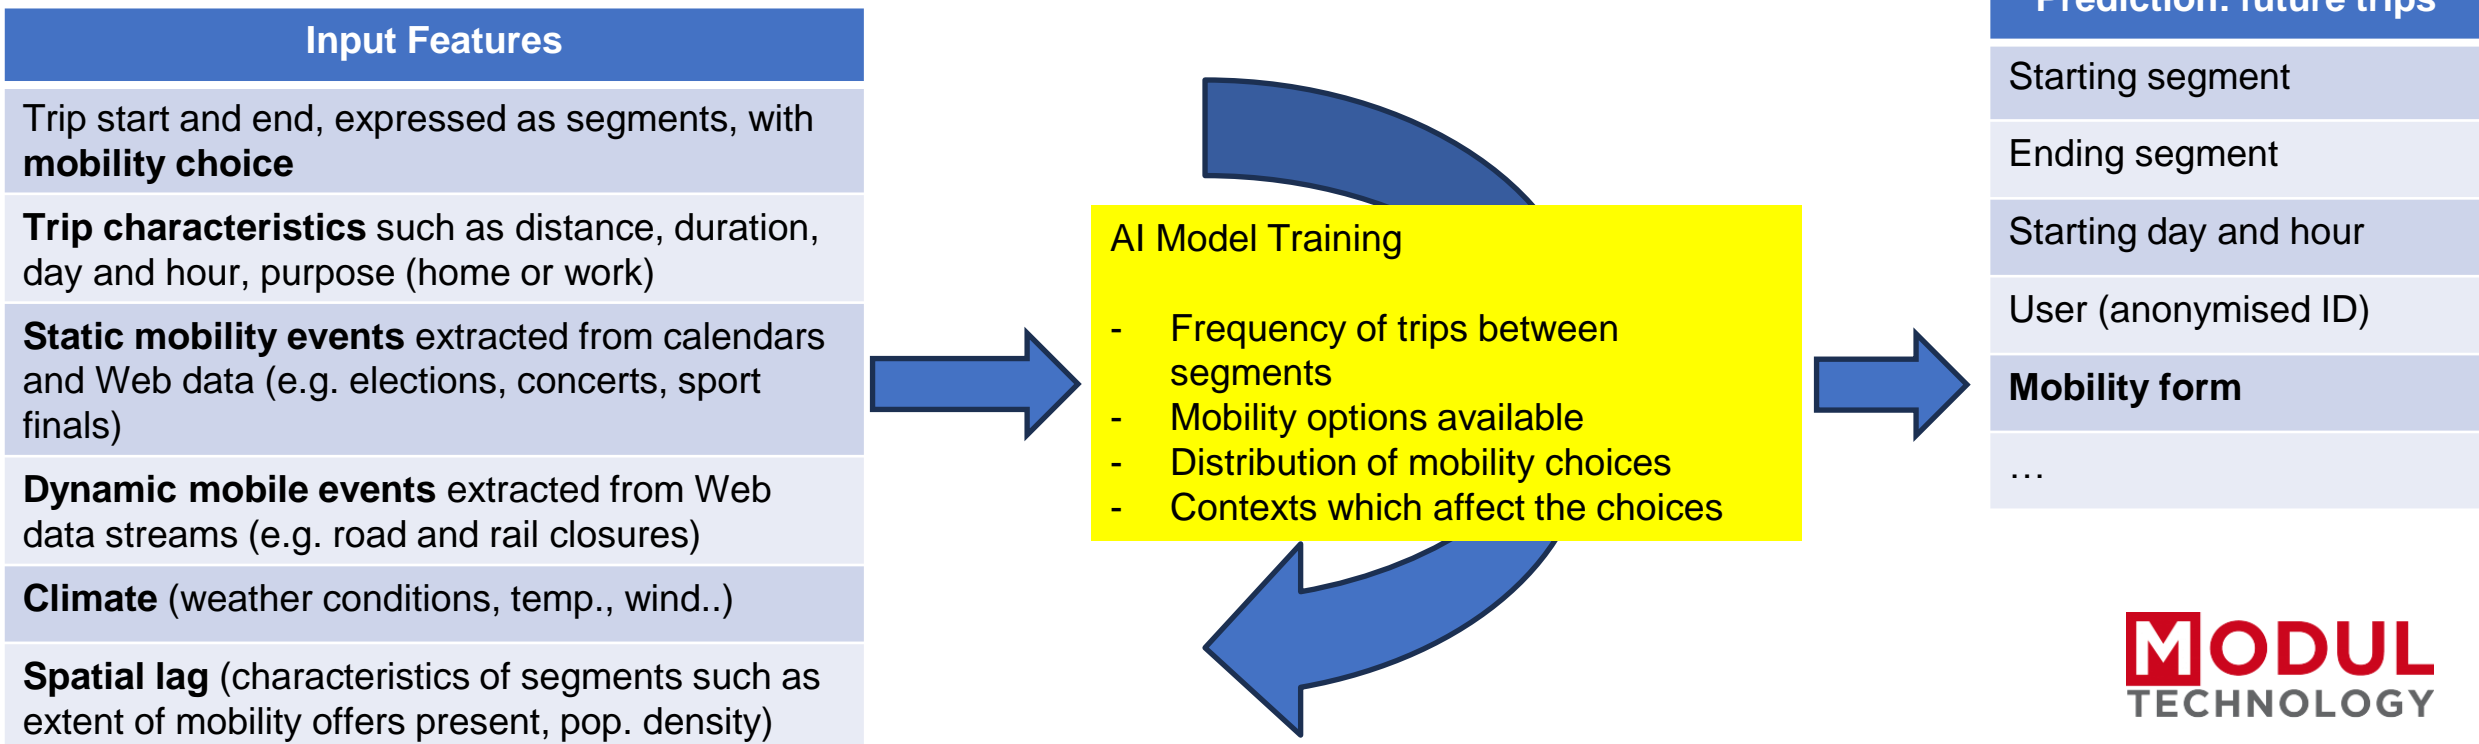 Input Features
Trip start and end, expressed as segments, with
mobility choice
Trip characteristics such as distance, duration,
day and hour, purpose (home or work)
Static mobility events extracted from calendars
and Web data (e.g. elections, concerts, sport
finals)
Dynamic mobile events extracted from Web
data streams (e.g. road and rail closures)
Climate (weather conditions, temp., wind..)
Spatial lag (characteristics of segments such as
extent of mobility offers present, pop. density)
AI Model Training
- Frequency of trips between
segments
- Mobility options available
- Distribution of mobility choices
- Contexts which affect the choices
Prediction: future trips
Starting segment
Ending segment
Starting day and hour
User (anonymised ID)
Mobility form
…
MODUL
TECHNOLOGY